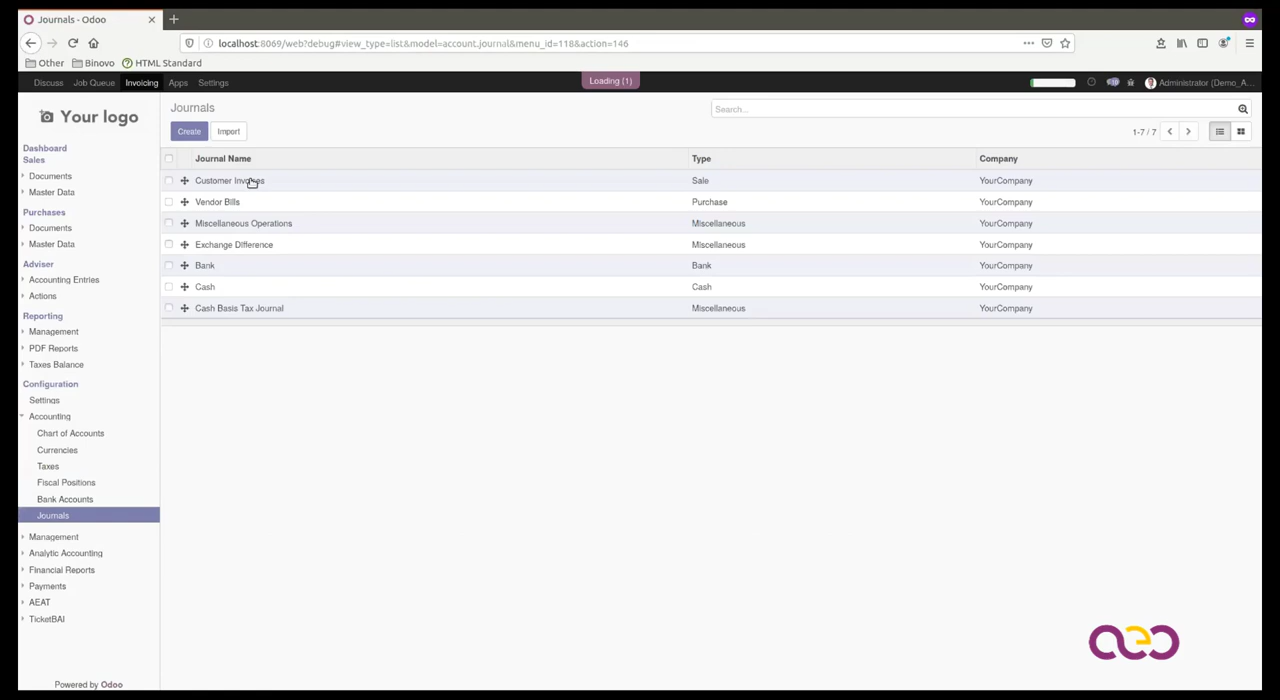 Journals - Odoo
localhost:8069/web?debug#view_type=list&model=account.journal&menu_id=118&action=146
Other Binovo HTML Standard
Discuss Job Queue Invoicing Apps Settings
Loading (1)
Administrator (Demo_A...
Your logo
Dashboard
Sales
Documents
Master Data
Purchases
Documents
Master Data
Adviser
Accounting Entries
Actions
Reporting
Management
PDF Reports
Taxes Balance
Configuration
Settings
Accounting
Chart of Accounts
Currencies
Taxes
Fiscal Positions
Bank Accounts
Journals
Management
Analytic Accounting
Financial Reports
Payments
AEAT
TicketBAI
Powered by Odoo
Journals
Search...
Create Import
1-7 / 7
Journal Name Type Company
Customer Invoices Sale YourCompany
Vendor Bills Purchase YourCompany
Miscellaneous Operations Miscellaneous YourCompany
Exchange Difference Miscellaneous YourCompany
Bank Bank YourCompany
Cash Cash YourCompany
Cash Basis Tax Journal Miscellaneous YourCompany
aeo